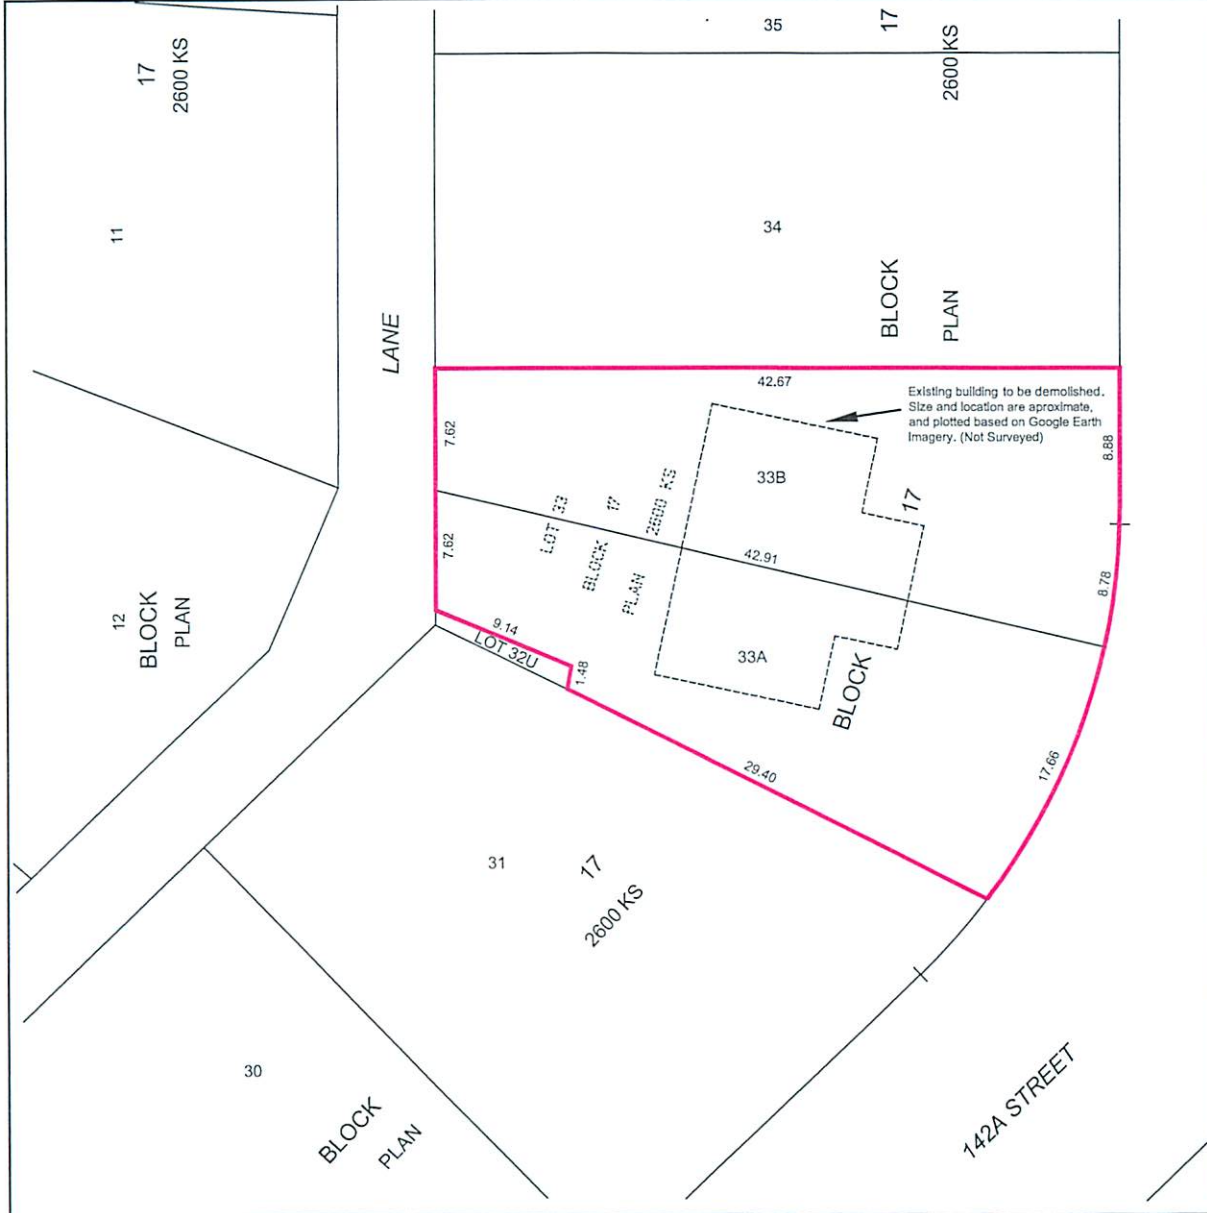 35
17
2600 KS
17
2600 KS
11
34
LANE
BLOCK
PLAN
42.67
Existing building to be demolished.
Size and location are aproximate,
and plotted based on Google Earth
Imagery. (Not Surveyed)
7.62
8.88
33B
LOT 33
BLOCK 17
PLAN 2600 KS
17
7.62
42.91
8.78
12
BLOCK
PLAN
9.14
LOT 32U
1.48
33A
BLOCK
29.40
17.66
31
17
2600 KS
30
BLOCK
PLAN
142A STREET